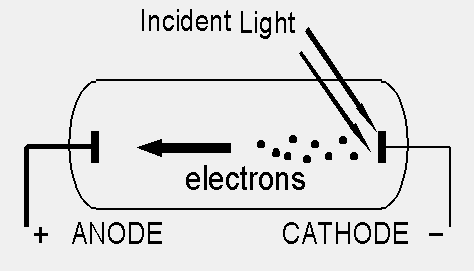 Incident Light
electrons
+ ANODE CATHODE −